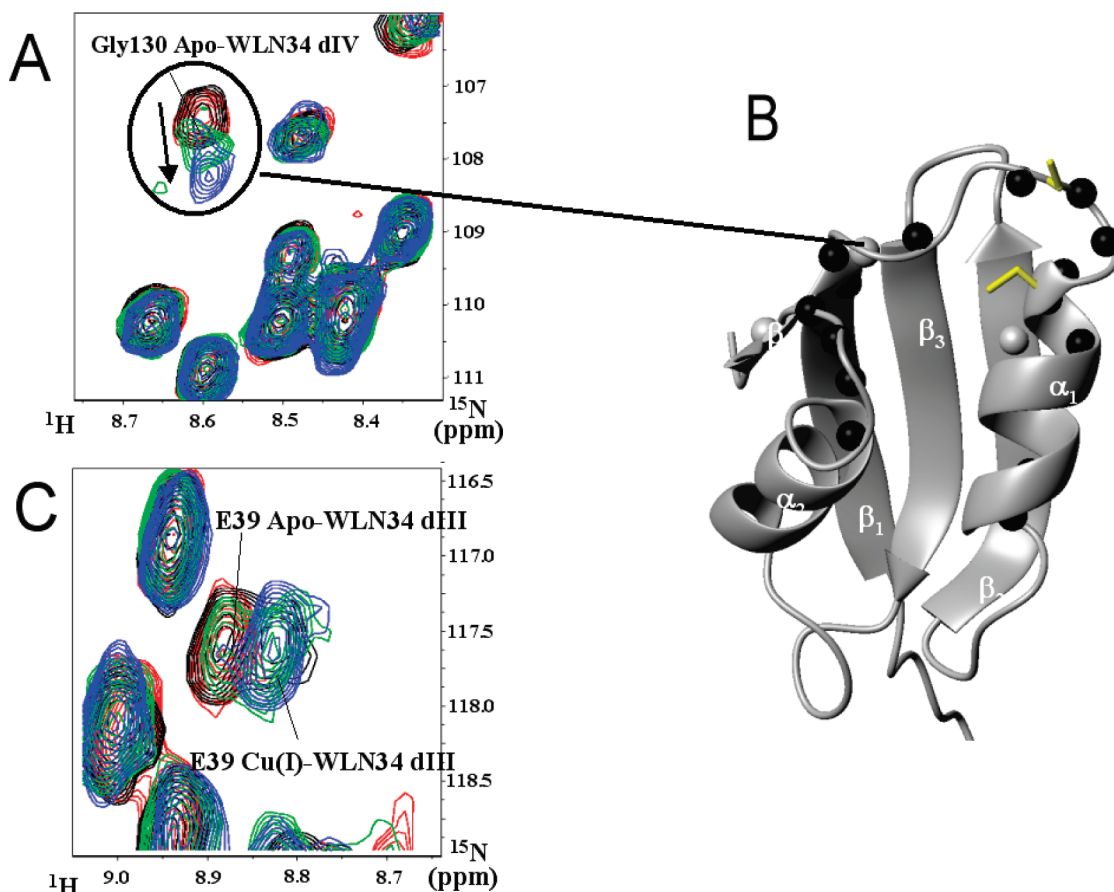 A
Gly130 Apo-WLN34 dIV
107
108
109
110
111
15N
(ppm)
1H
8.7
8.6
8.5
8.4
B
β
β3
α1
α2
β1
β2
C
E39 Apo-WLN34 dIII
E39 Cu(I)-WLN34 dIII
116.5
117.0
117.5
118.0
118.5
15N
(ppm)
1H
9.0
8.9
8.8
8.7